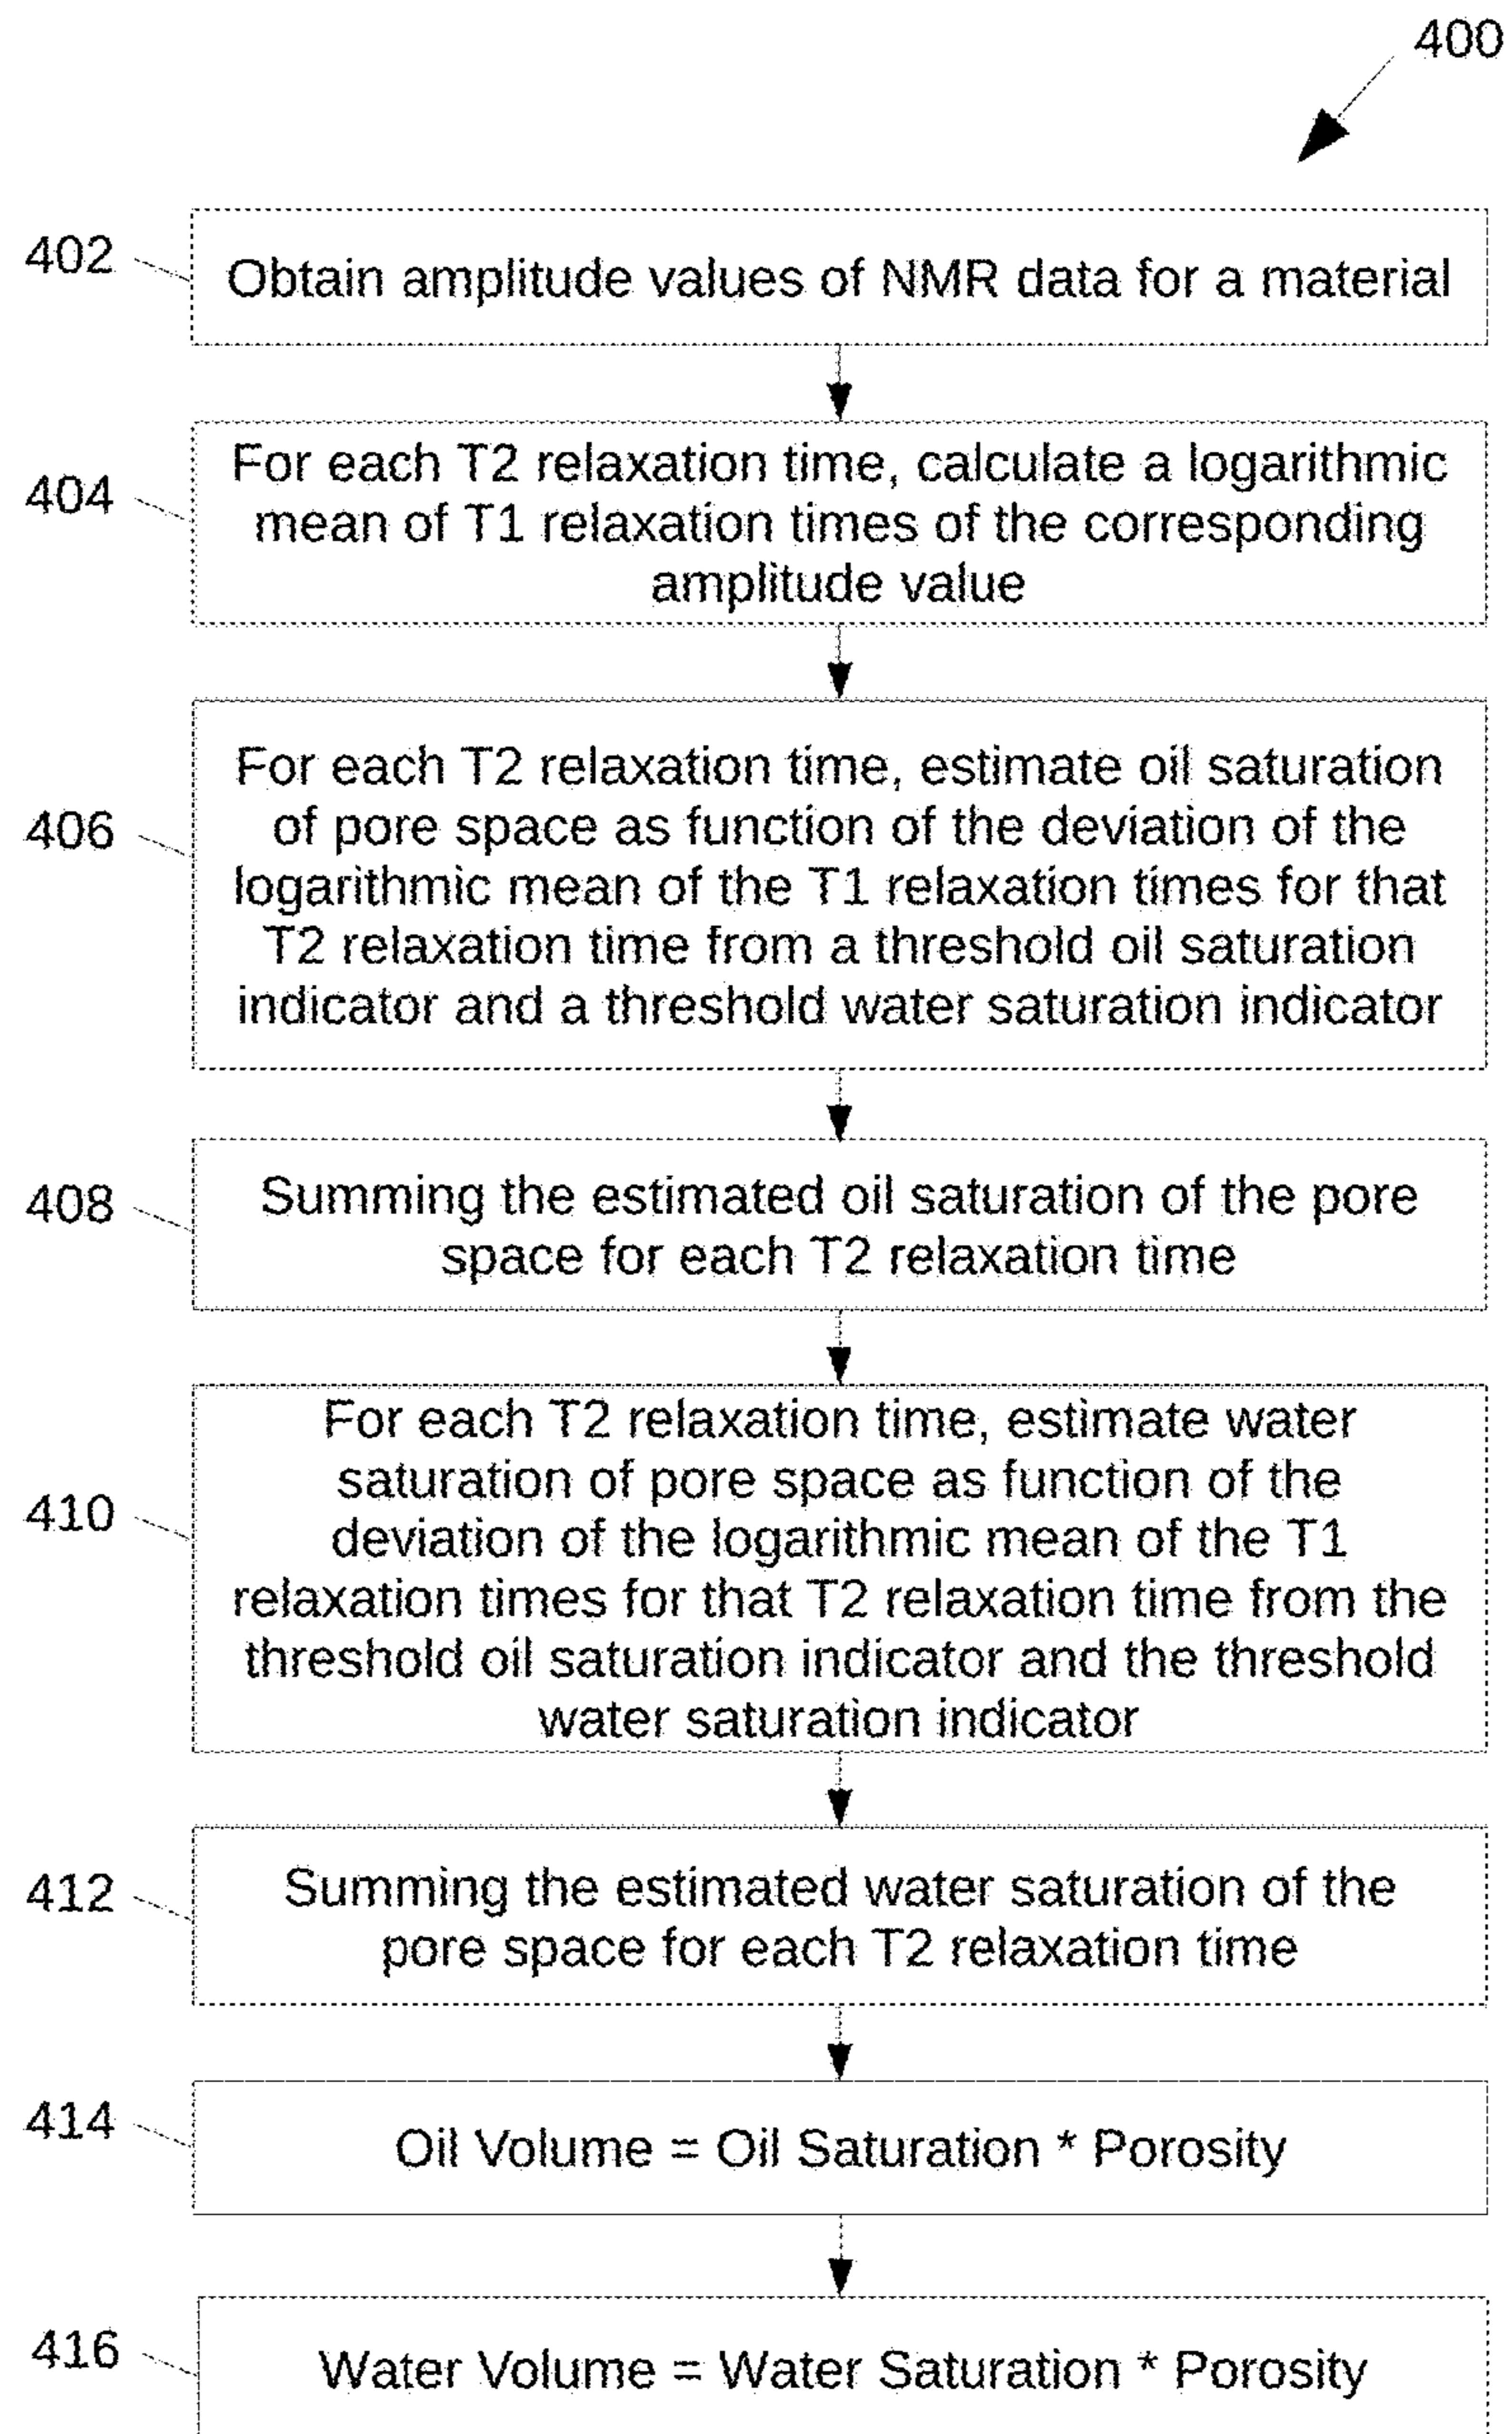 400
402
Obtain amplitude values of NMR data for a material
404
For each T2 relaxation time, calculate a logarithmic
mean of T1 relaxation times of the corresponding
amplitude value
406
For each T2 relaxation time, estimate oil saturation
of pore space as function of the deviation of the
logarithmic mean of the T1 relaxation times for that
T2 relaxation time from a threshold oil saturation
indicator and a threshold water saturation indicator
408
Summing the estimated oil saturation of the pore
space for each T2 relaxation time
410
For each T2 relaxation time, estimate water
saturation of pore space as function of the
deviation of the logarithmic mean of the T1
relaxation times for that T2 relaxation time from the
threshold oil saturation indicator and the threshold
water saturation indicator
412
Summing the estimated water saturation of the
pore space for each T2 relaxation time
414
Oil Volume = Oil Saturation * Porosity
416
Water Volume = Water Saturation * Porosity